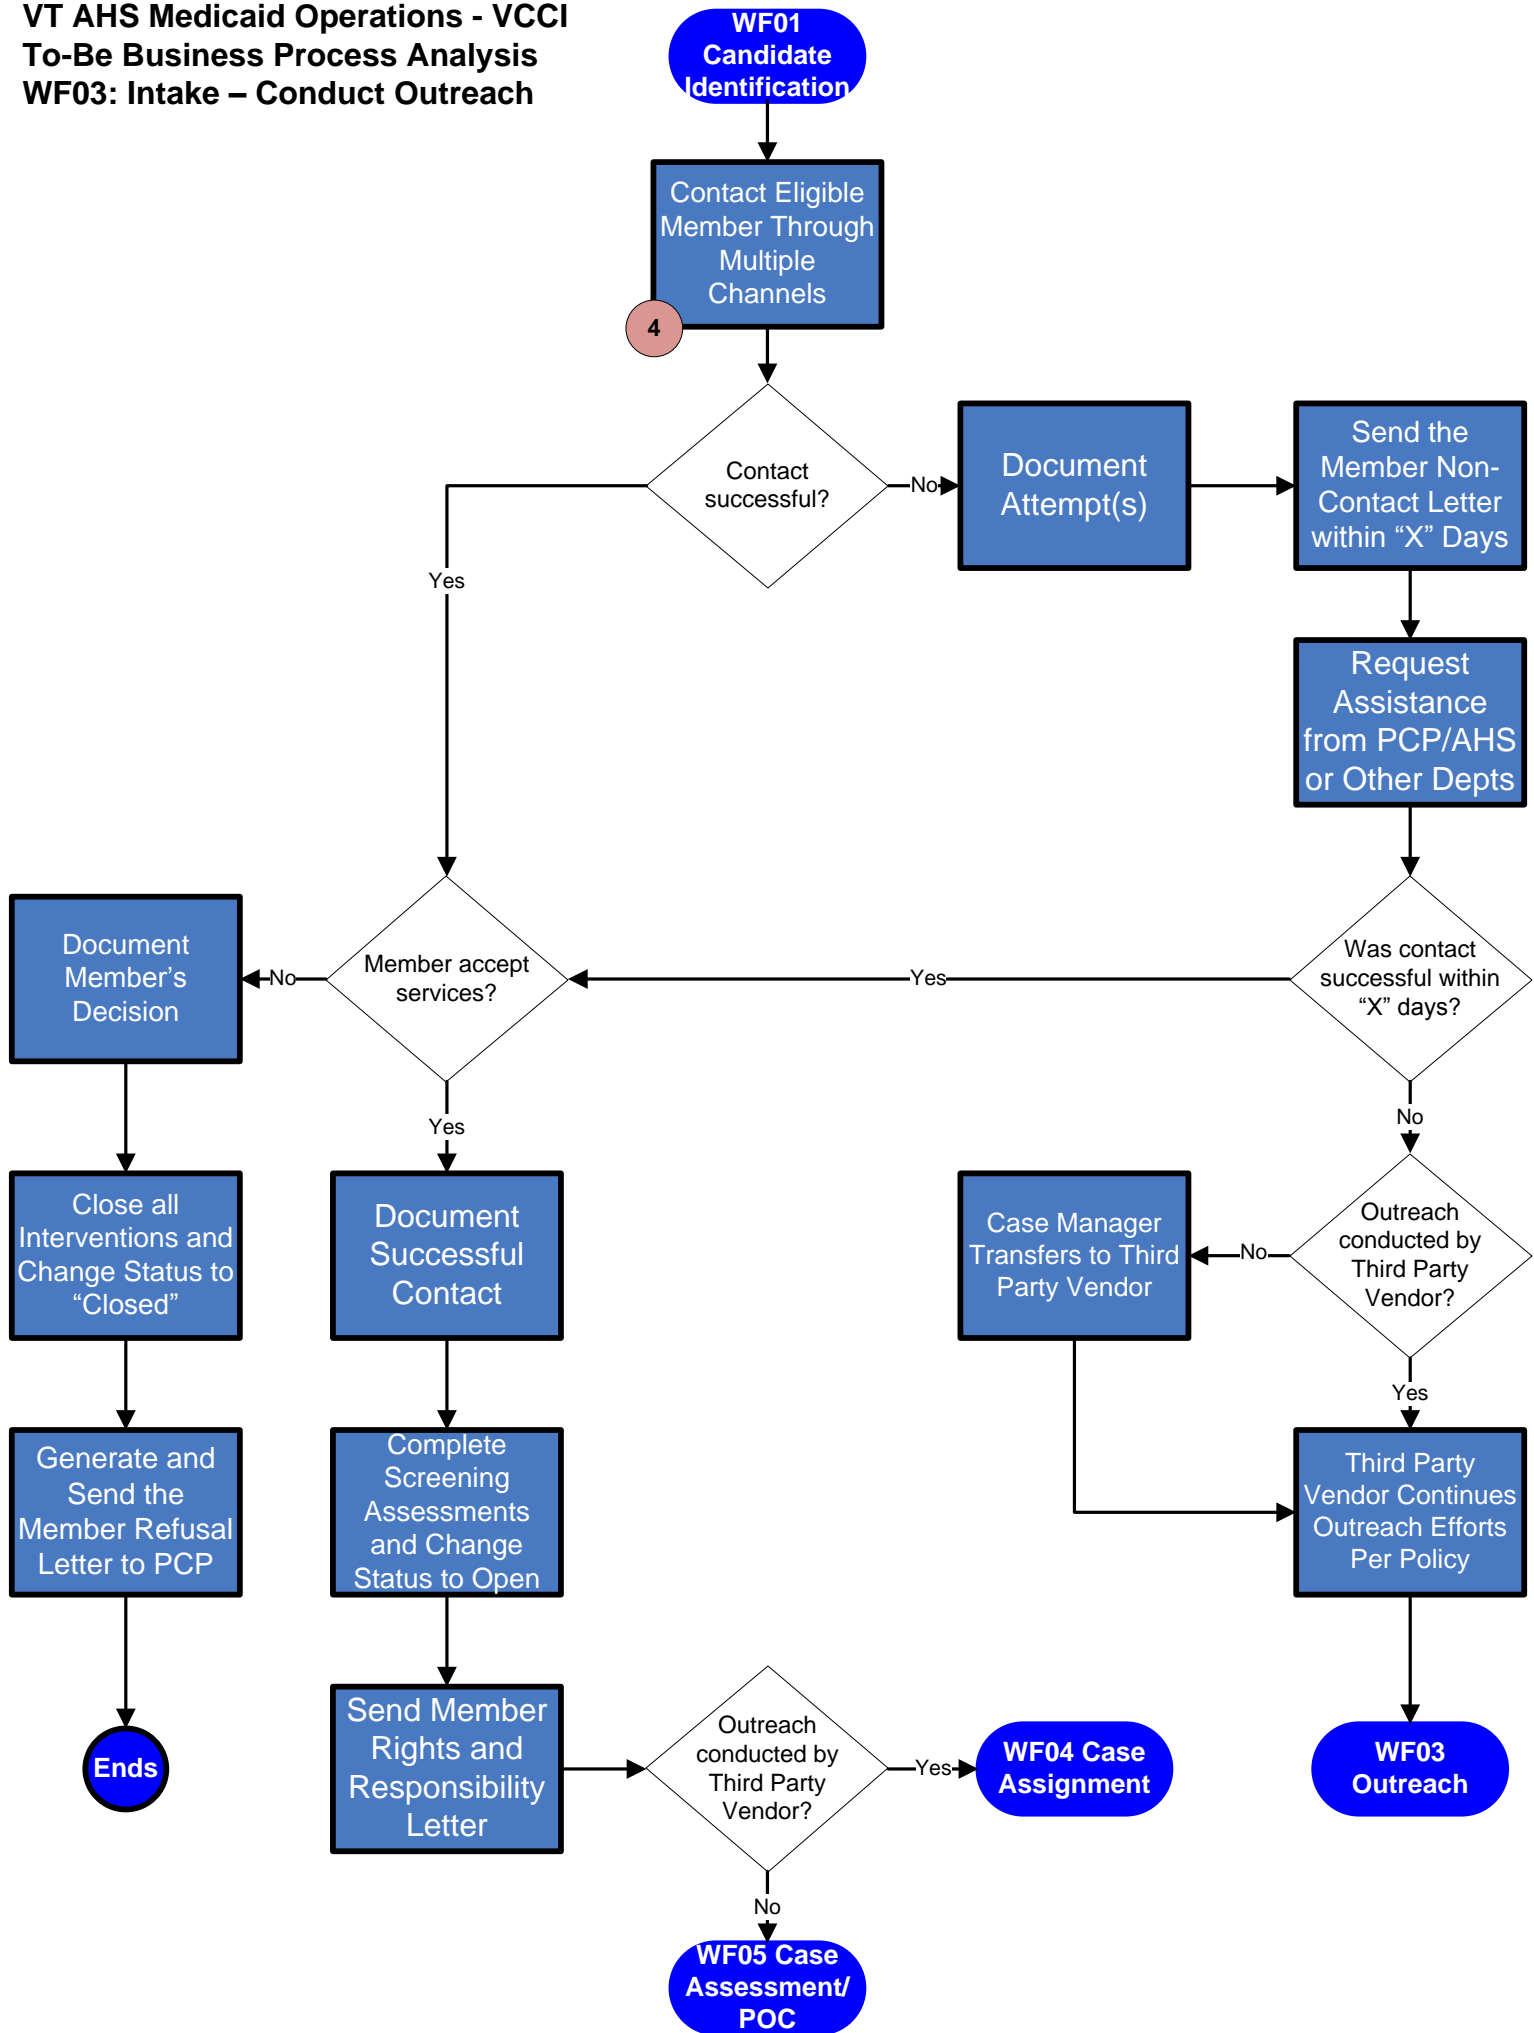 VT AHS Medicaid Operations - VCCI
To-Be Business Process Analysis
WF03: Intake – Conduct Outreach
WF01
Candidate
Identification
Contact Eligible
Member Through
Multiple
Channels
4
Contact
successful?
No
Document
Attempt(s)
Send the
Member Non-
Contact Letter
within “X” Days
Yes
Request
Assistance
from PCP/AHS
or Other Depts
Document
Member’s
Decision
No
Member accept
services?
Yes
Was contact
successful within
“X” days?
Yes
No
Close all
Interventions and
Change Status to
“Closed”
Document
Successful
Contact
Case Manager
Transfers to Third
Party Vendor
No
Outreach
conducted by
Third Party
Vendor?
Yes
Generate and
Send the
Member Refusal
Letter to PCP
Complete
Screening
Assessments
and Change
Status to Open
Third Party
Vendor Continues
Outreach Efforts
Per Policy
Ends
Send Member
Rights and
Responsibility
Letter
Outreach
conducted by
Third Party
Vendor?
Yes
WF04 Case
Assignment
WF03
Outreach
No
WF05 Case
Assessment/
POC